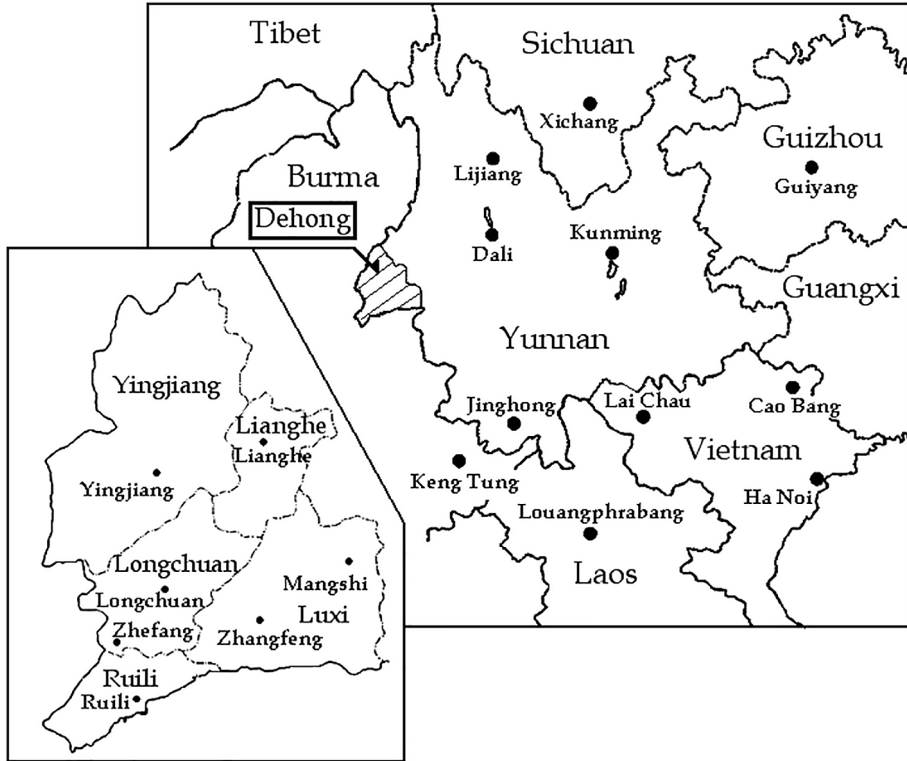 Tibet
Sichuan
Xichang
Guizhou
Guiyang
Burma
Lijiang
Dehong
Dali
Kunming
Guangxi
Yunnan
Jinghong
Lai Chau
Cao Bang
Vietnam
Keng Tung
Ha Noi
Louangphrabang
Laos
Yingjiang
Lianghe
Lianghe
Yingjiang
Longchuan
Longchuan
Mangshi
Luxi
Zhefang
Zhangfeng
Ruili
Ruili